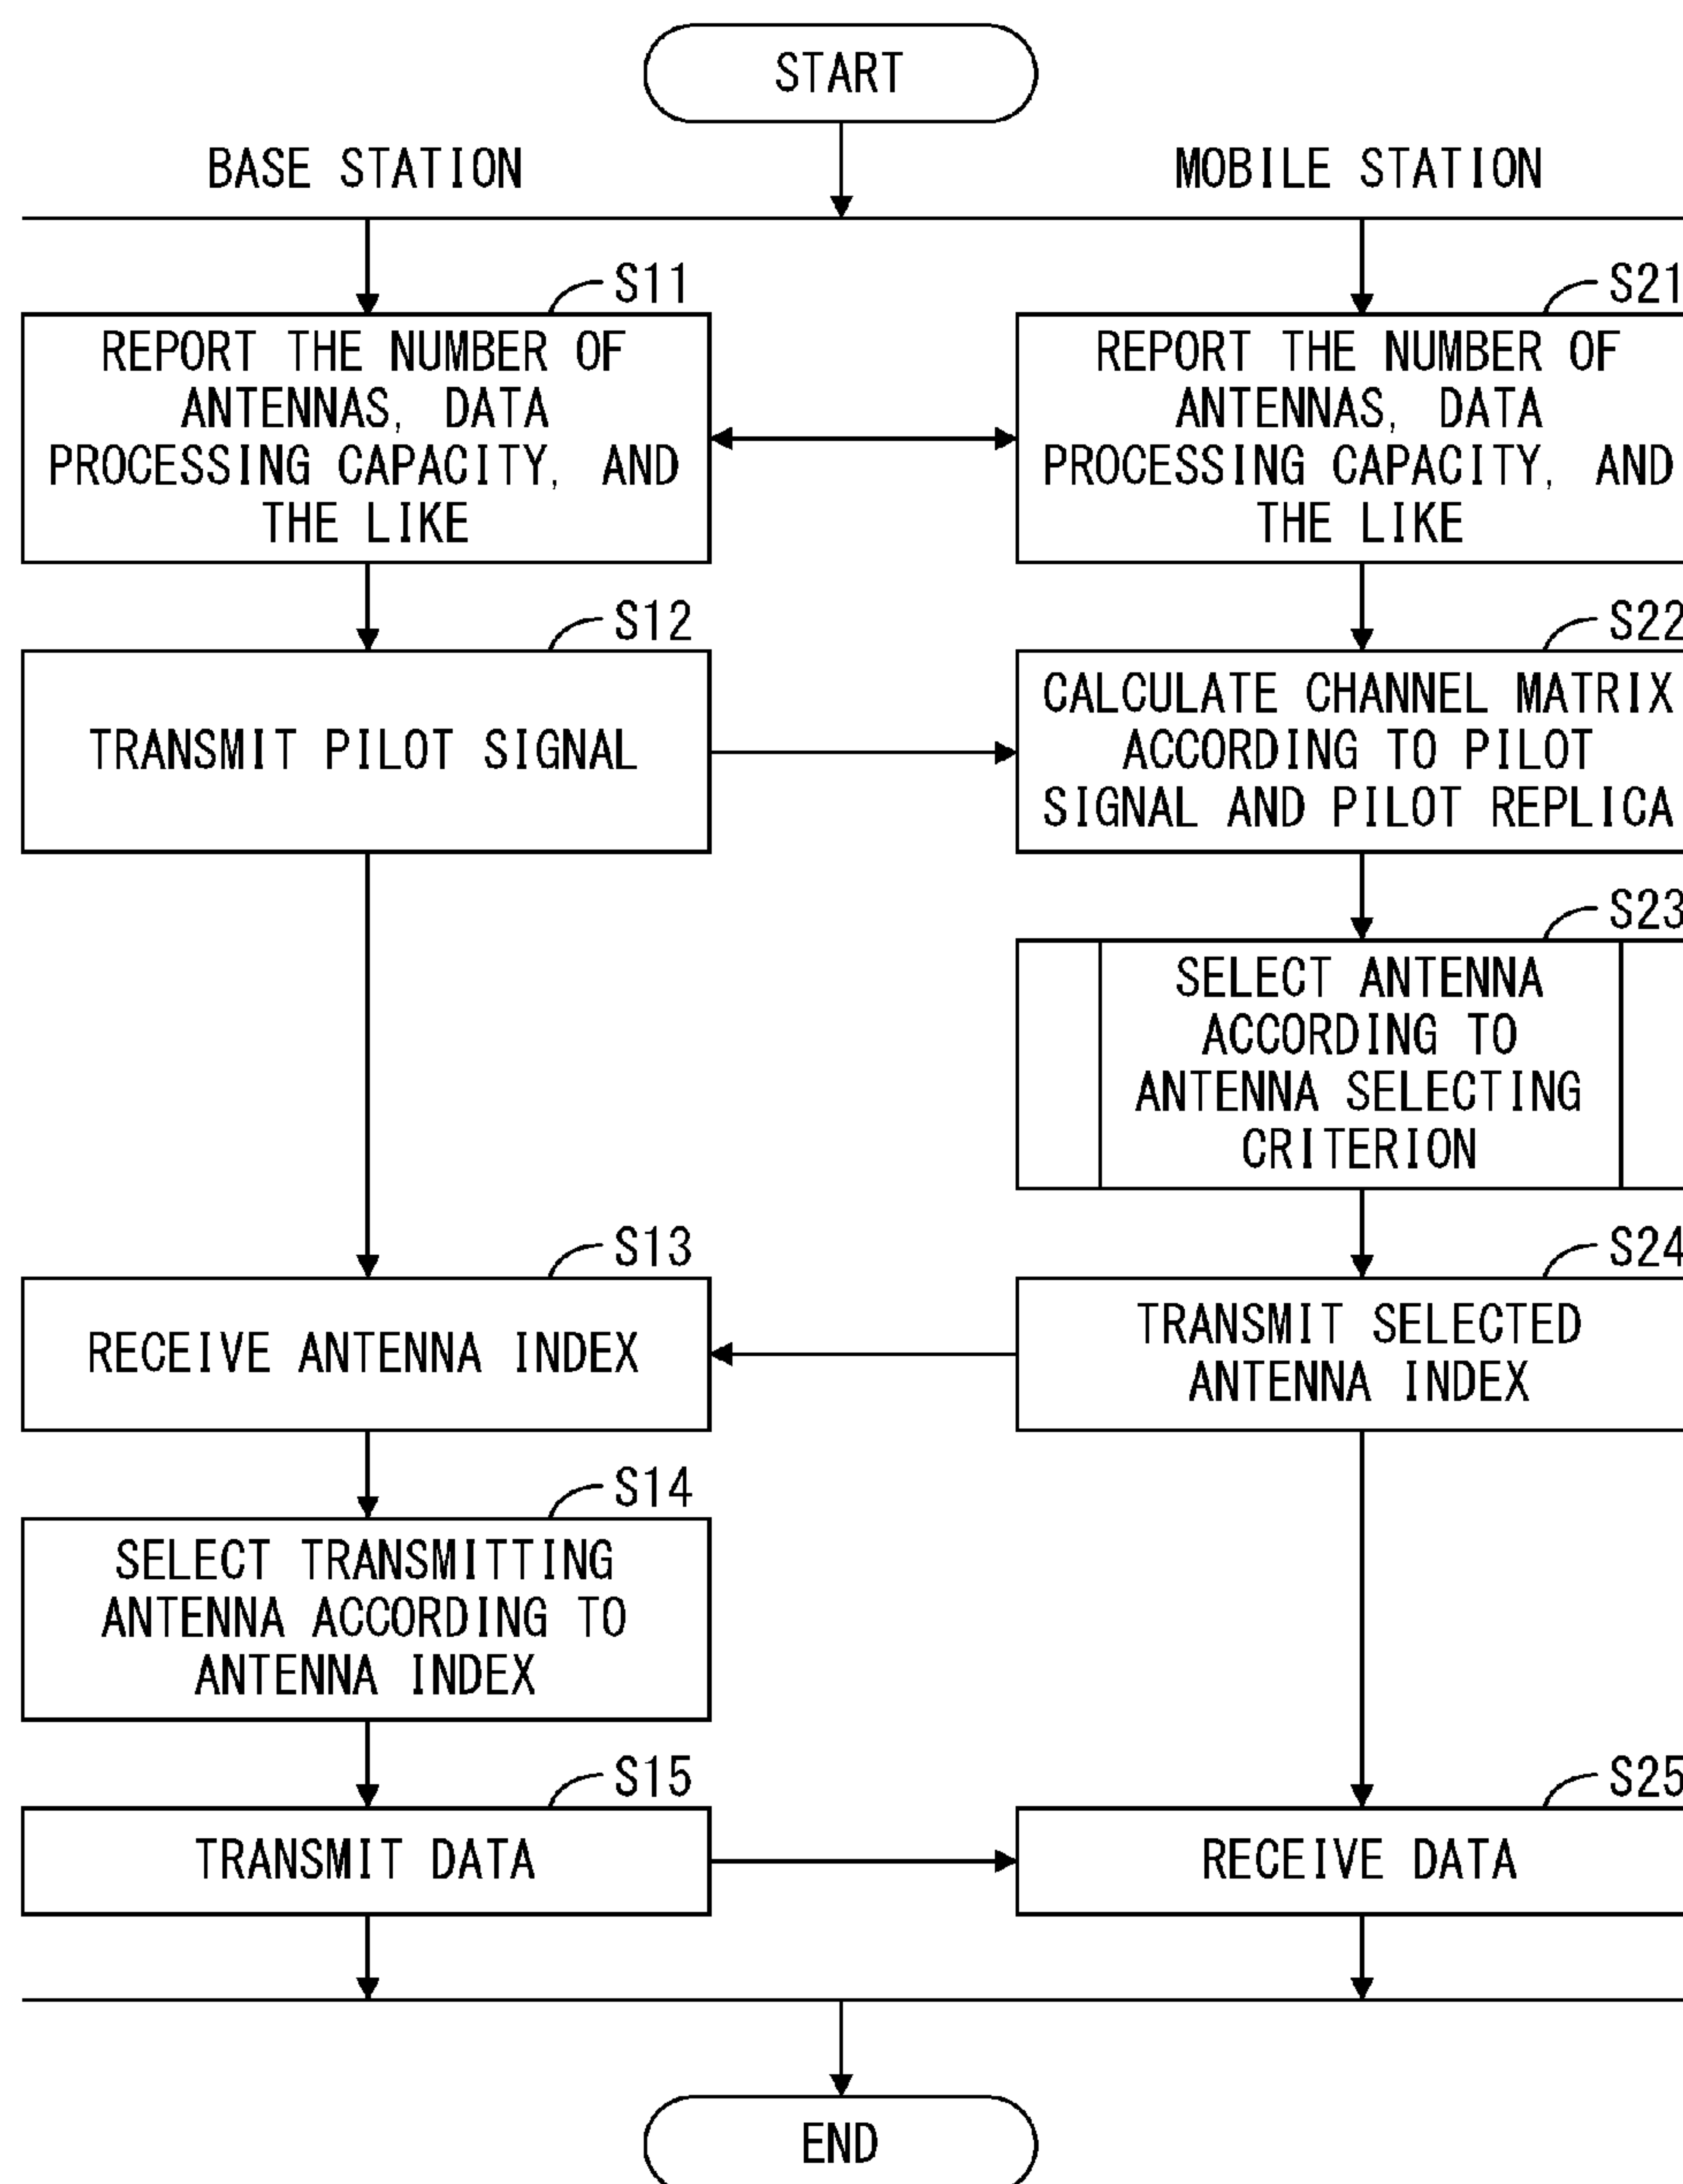 START
BASE STATION
MOBILE STATION
S11
REPORT THE NUMBER OF
ANTENNAS, DATA
PROCESSING CAPACITY, AND
THE LIKE
S21
REPORT THE NUMBER OF
ANTENNAS, DATA
PROCESSING CAPACITY, AND
THE LIKE
S12
TRANSMIT PILOT SIGNAL
S22
CALCULATE CHANNEL MATRIX
ACCORDING TO PILOT
SIGNAL AND PILOT REPLICA
S23
SELECT ANTENNA
ACCORDING TO
ANTENNA SELECTING
CRITERION
S13
RECEIVE ANTENNA INDEX
S24
TRANSMIT SELECTED
ANTENNA INDEX
S14
SELECT TRANSMITTING
ANTENNA ACCORDING TO
ANTENNA INDEX
S15
TRANSMIT DATA
S25
RECEIVE DATA
END